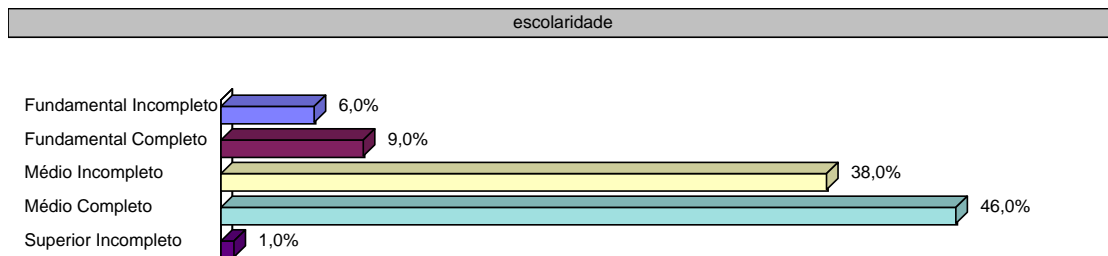 escolaridade
Fundamental Incompleto 6,0%
Fundamental Completo 9,0%
Médio Incompleto 38,0%
Médio Completo 46,0%
Superior Incompleto 1,0%